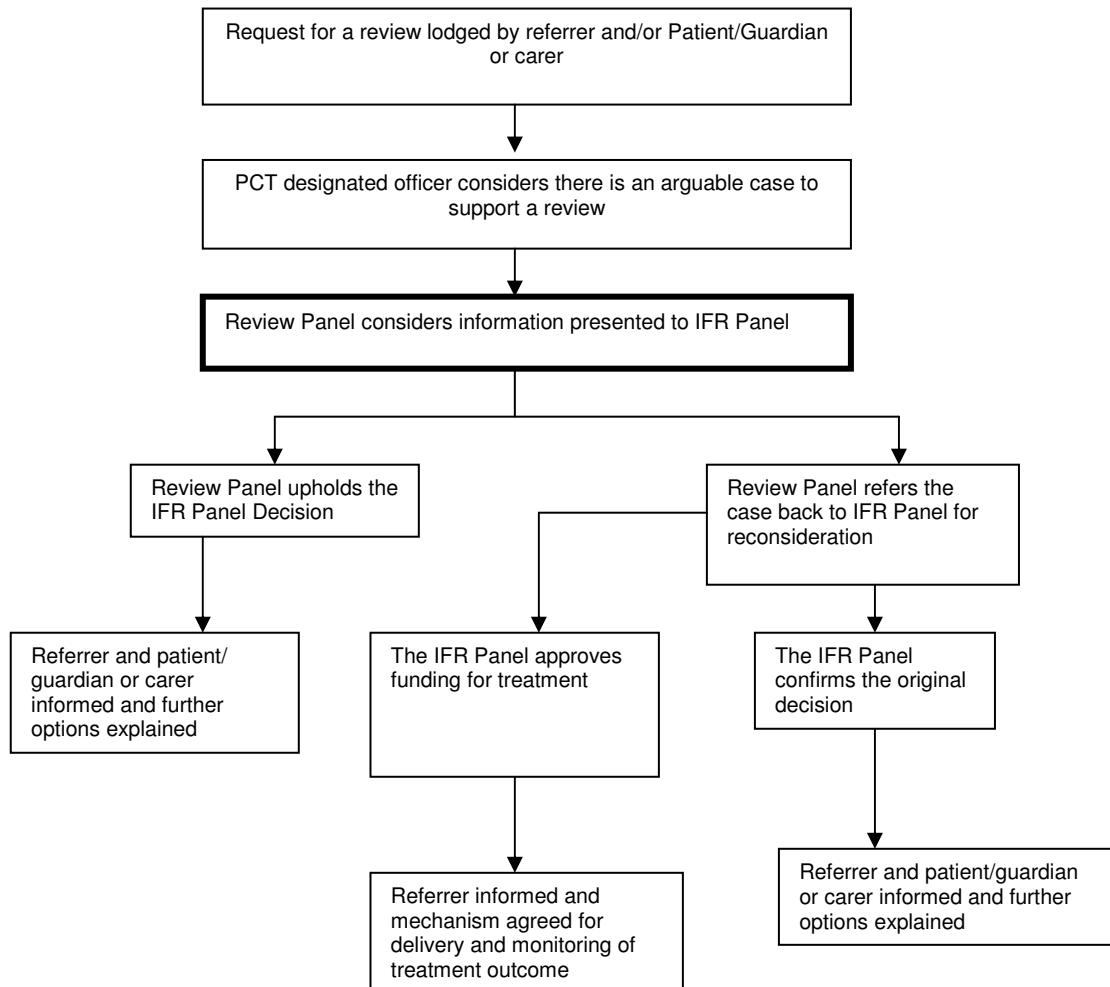 Request for a review lodged by referrer and/or Patient/Guardian
or carer
PCT designated officer considers there is an arguable case to
support a review
Review Panel considers information presented to IFR Panel
Review Panel upholds the
IFR Panel Decision
Review Panel refers the
case back to IFR Panel for
reconsideration
Referrer and patient/
guardian or carer
informed and further
options explained
The IFR Panel approves
funding for treatment
The IFR Panel
confirms the original
decision
Referrer informed and
mechanism agreed for
delivery and monitoring of
treatment outcome
Referrer and patient/guardian
or carer informed and further
options explained